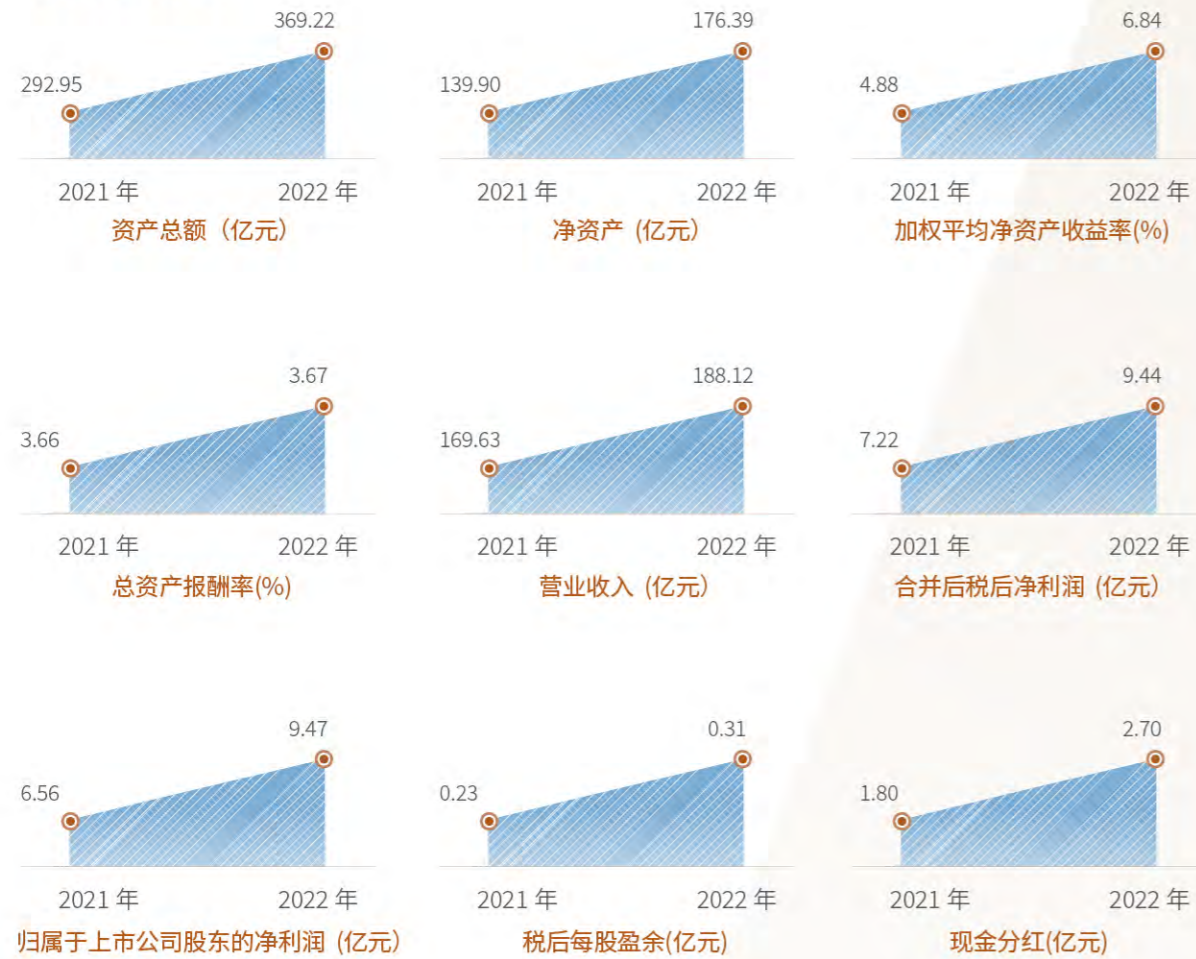 369.22
292.95
2021 年 2022 年
资产总额（亿元）
176.39
139.90
2021 年 2022 年
净资产 (亿元）
6.84
4.88
2021 年 2022 年
加权平均净资产收益率(%)
3.67
3.66
2021 年 2022 年
总资产报酬率(%)
188.12
169.63
2021 年 2022 年
营业收入 (亿元）
9.44
7.22
2021 年 2022 年
合并后税后净利润 (亿元）
9.47
6.56
2021 年 2022 年
归属于上市公司股东的净利润 (亿元）
0.31
0.23
2021 年 2022 年
税后每股盈余(亿元)
2.70
1.80
2021 年 2022 年
现金分红(亿元)